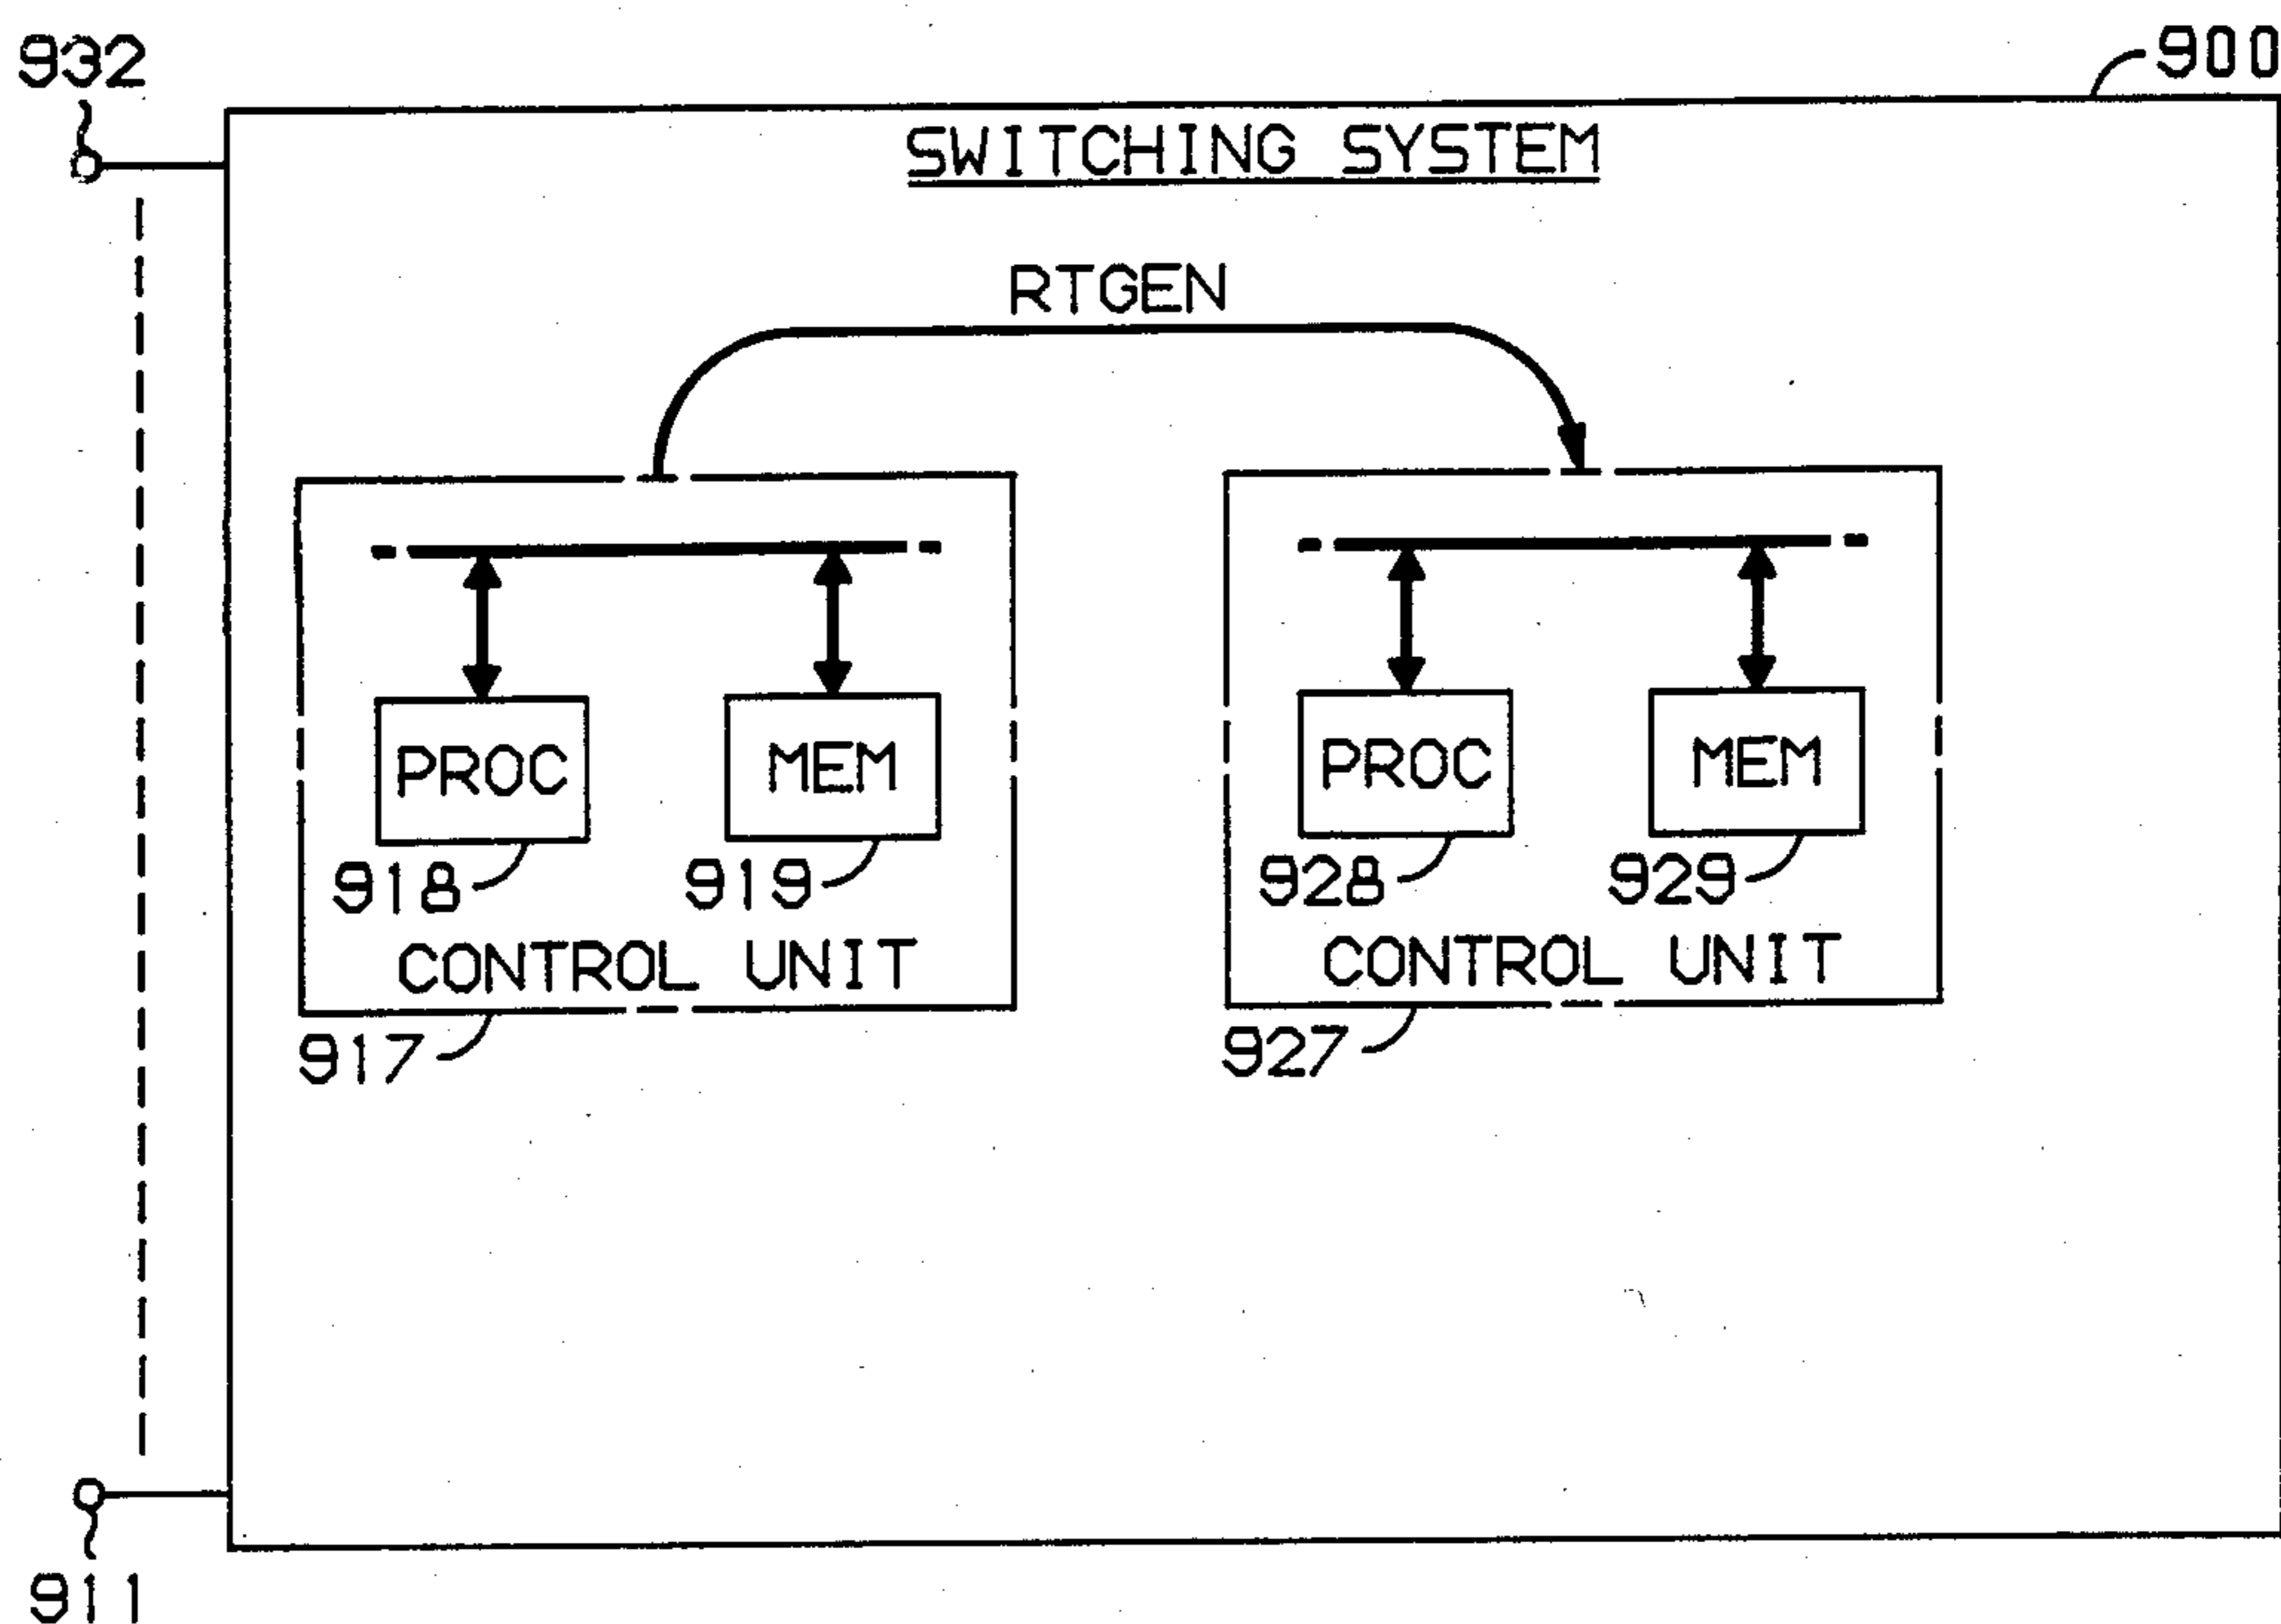 932
900
SWITCHING SYSTEM
RTGEN
PROC
MEM
918
919
CONTROL UNIT
917
PROC
MEM
928
929
CONTROL UNIT
927
911